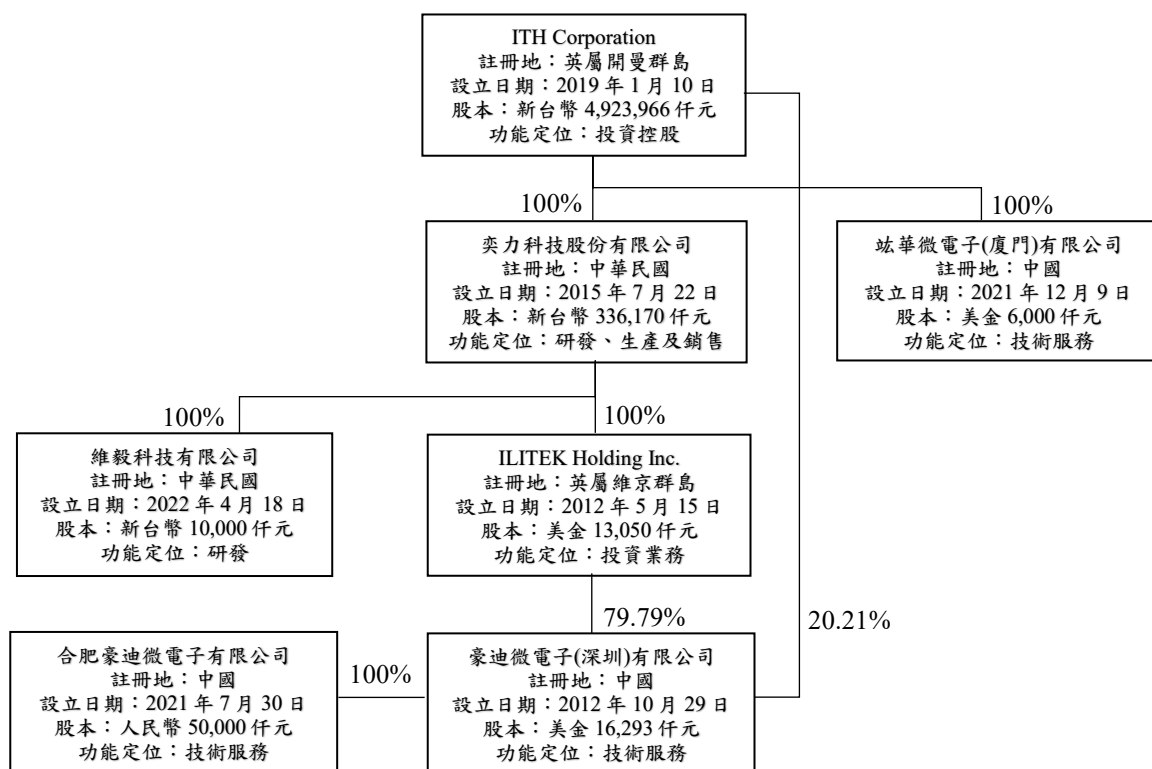 ITH Corporation
註冊地：英屬開曼群島
設立日期：2019 年 1 月 10 日
股本：新台幣 4,923,966 仟元
功能定位：投資控股
100%
100%
奕力科技股份有限公司
註冊地：中華民國
設立日期：2015 年 7 月 22 日
股本：新台幣 336,170 仟元
功能定位：研發、生產及銷售
竑華微電子(廈門)有限公司
註冊地：中國
設立日期：2021 年 12 月 9 日
股本：美金 6,000 仟元
功能定位：技術服務
100%
100%
維毅科技有限公司
註冊地：中華民國
設立日期：2022 年 4 月 18 日
股本：新台幣 10,000 仟元
功能定位：研發
ILITEK Holding Inc.
註冊地：英屬維京群島
設立日期：2012 年 5 月 15 日
股本：美金 13,050 仟元
功能定位：投資業務
79.79%
20.21%
合肥豪迪微電子有限公司
註冊地：中國
設立日期：2021 年 7 月 30 日
股本：人民幣 50,000 仟元
功能定位：技術服務
100%
豪迪微電子(深圳)有限公司
註冊地：中國
設立日期：2012 年 10 月 29 日
股本：美金 16,293 仟元
功能定位：技術服務